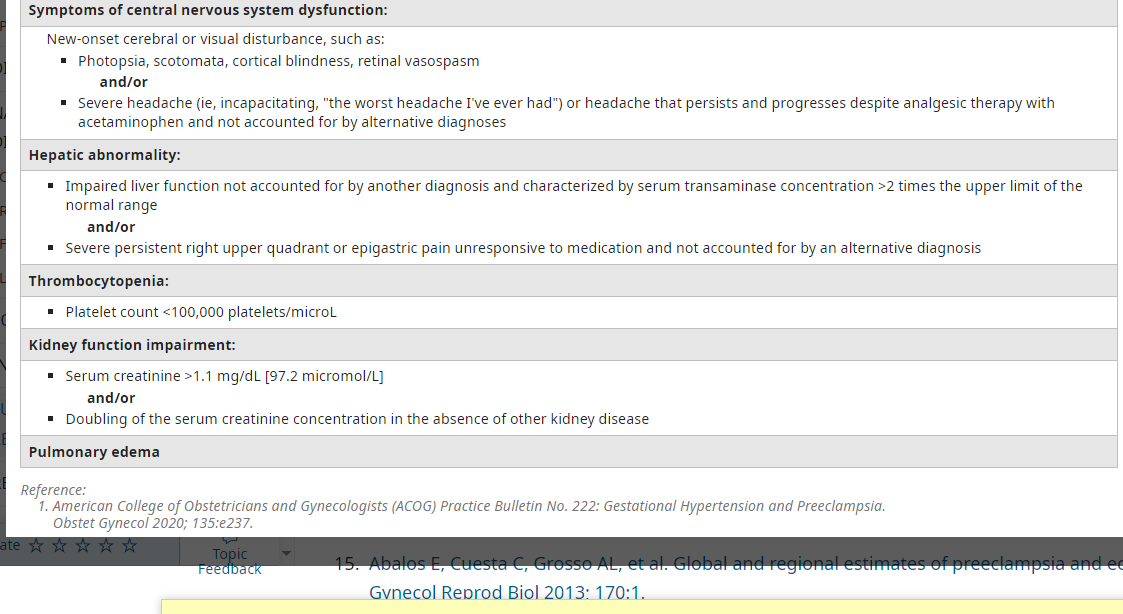 Symptoms of central nervous system dysfunction:
New-onset cerebral or visual disturbance, such as:
▪ Photopsia, scotomata, cortical blindness, retinal vasospasm
and/or
▪ Severe headache (ie, incapacitating, "the worst headache I've ever had") or headache that persists and progresses despite analgesic therapy with
acetaminophen and not accounted for by alternative diagnoses
Hepatic abnormality:
▪ Impaired liver function not accounted for by another diagnosis and characterized by serum transaminase concentration >2 times the upper limit of the
normal range
and/or
▪ Severe persistent right upper quadrant or epigastric pain unresponsive to medication and not accounted for by an alternative diagnosis
Thrombocytopenia:
▪ Platelet count <100,000 platelets/microL
Kidney function impairment:
▪ Serum creatinine >1.1 mg/dL [97.2 micromol/L]
and/or
▪ Doubling of the serum creatinine concentration in the absence of other kidney disease
Pulmonary edema
Reference:
1. American College of Obstetricians and Gynecologists (ACOG) Practice Bulletin No. 222: Gestational Hypertension and Preeclampsia.
Obstet Gynecol 2020; 135:e237.
ate
Topic
Feedback
15. Abalos E, Cuesta C, Grosso AL, et al. Global and regional estimates of preeclampsia and ec
Gynecol Reprod Biol 2013; 170:1.